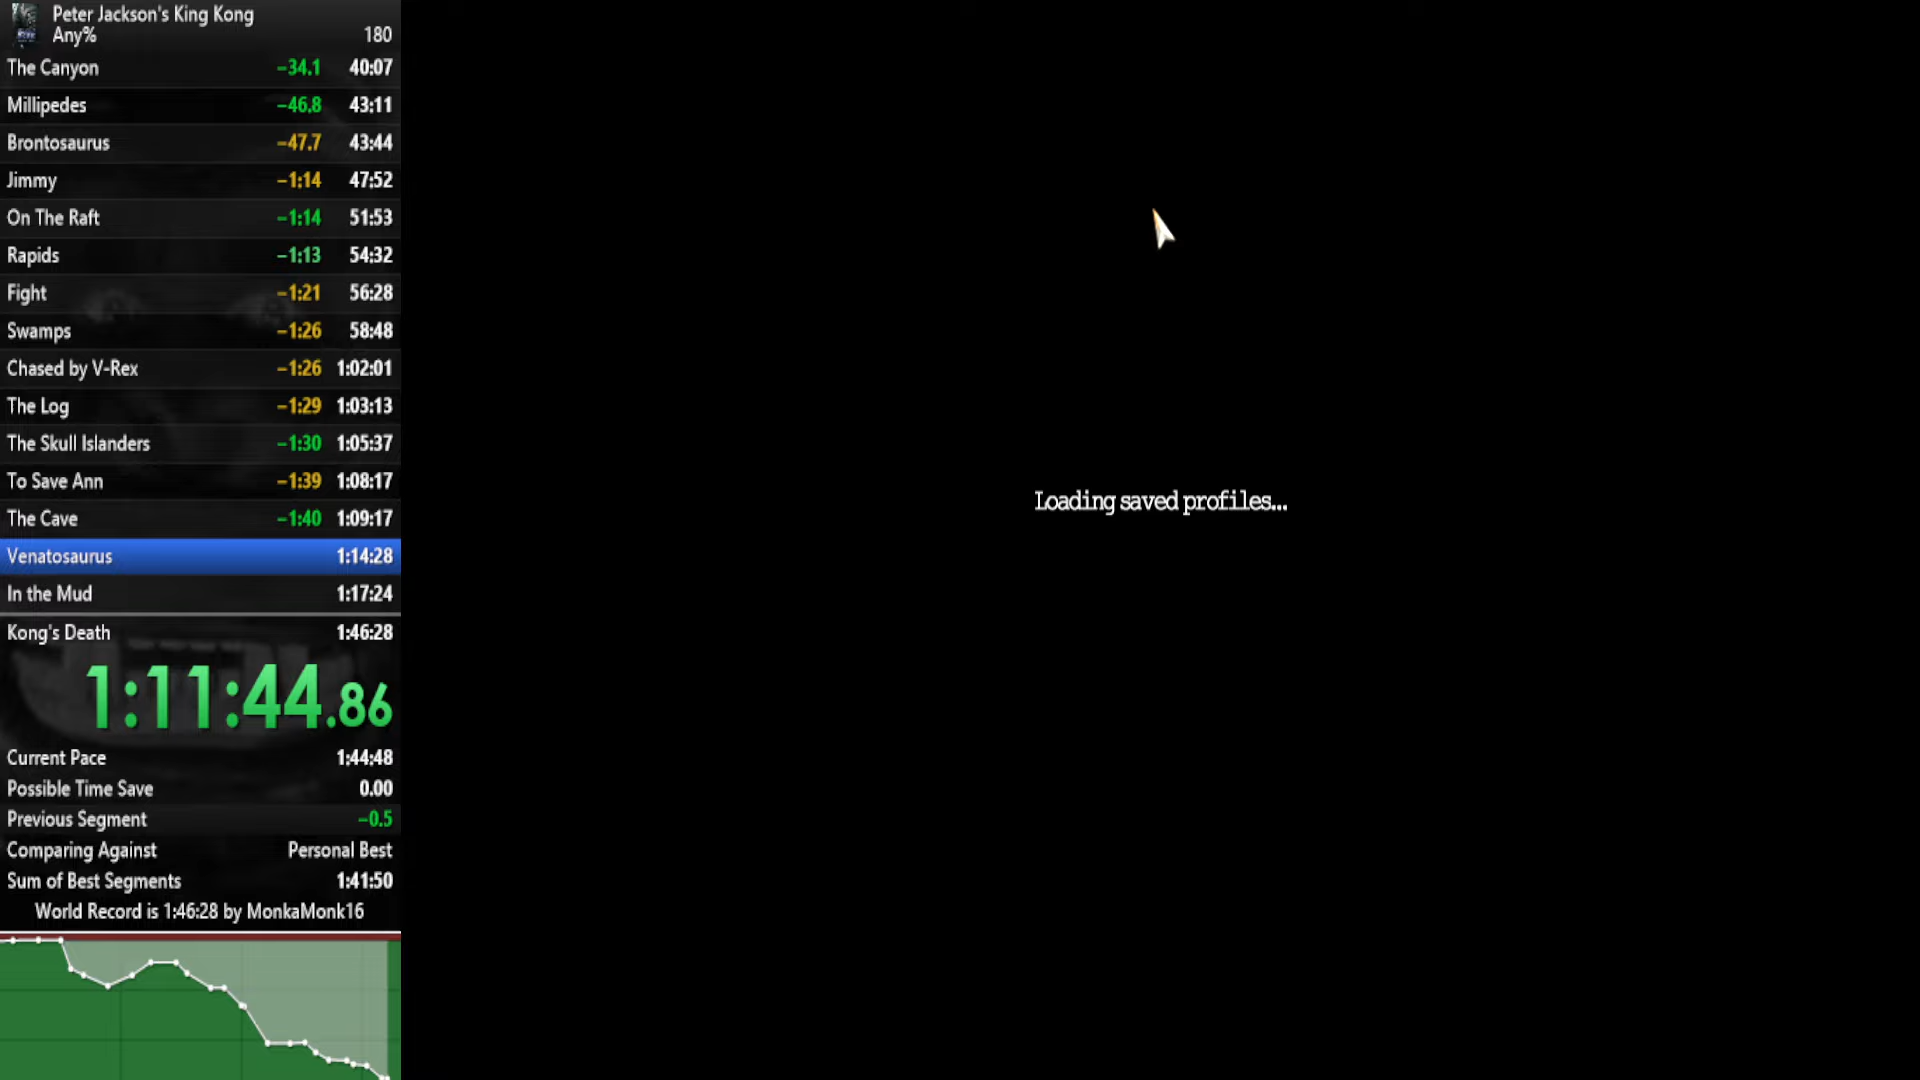 Peter Jackson's King Kong
Any% 180
The Canyon −34.1 40:07
Millipedes −46.8 43:11
Brontosaurus −47.7 43:44
Jimmy −1:14 47:52
On The Raft −1:14 51:53
Rapids −1:13 54:32
Fight −1:21 56:28
Swamps −1:26 58:48
Chased by V-Rex −1:26 1:02:01
The Log −1:29 1:03:13
The Skull Islanders −1:30 1:05:37
To Save Ann −1:39 1:08:17
The Cave −1:40 1:09:17
Venatosaurus 1:14:28
In the Mud 1:17:24
Kong's Death 1:46:28
1:11:44.86
Current Pace 1:44:48
Possible Time Save 0.00
Previous Segment −0.5
Comparing Against Personal Best
Sum of Best Segments 1:41:50
World Record is 1:46:28 by MonkaMonk16
Loading saved profiles...